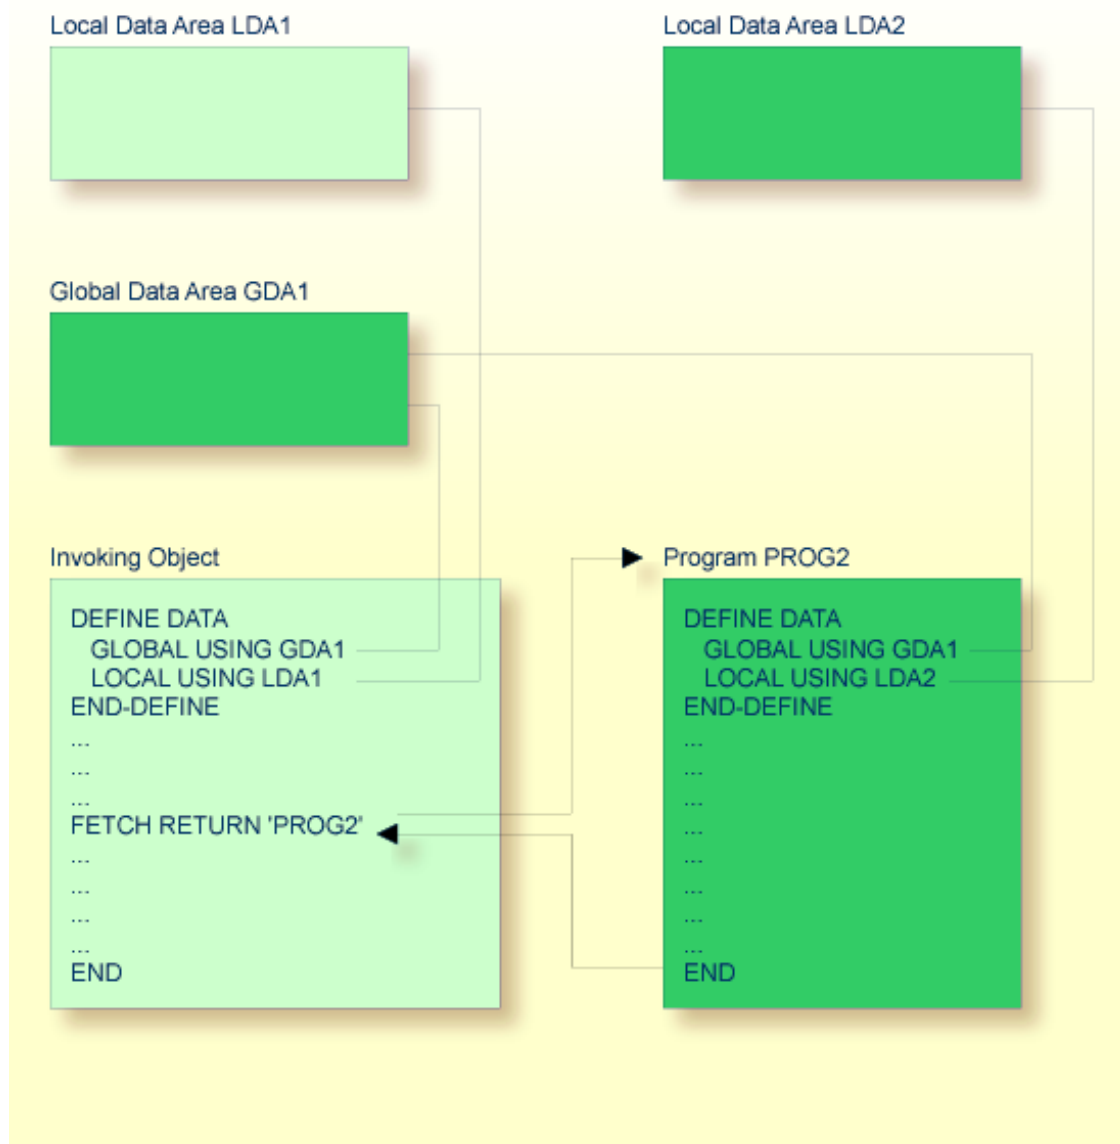 Local Data Area LDA1
Local Data Area LDA2
Global Data Area GDA1
Invoking Object
DEFINE DATA
GLOBAL USING GDA1
LOCAL USING LDA1
END-DEFINE
...
...
...
FETCH RETURN 'PROG2'
...
...
...
...
END
Program PROG2
DEFINE DATA
GLOBAL USING GDA1
LOCAL USING LDA2
END-DEFINE
...
...
...
...
...
...
...
...
END